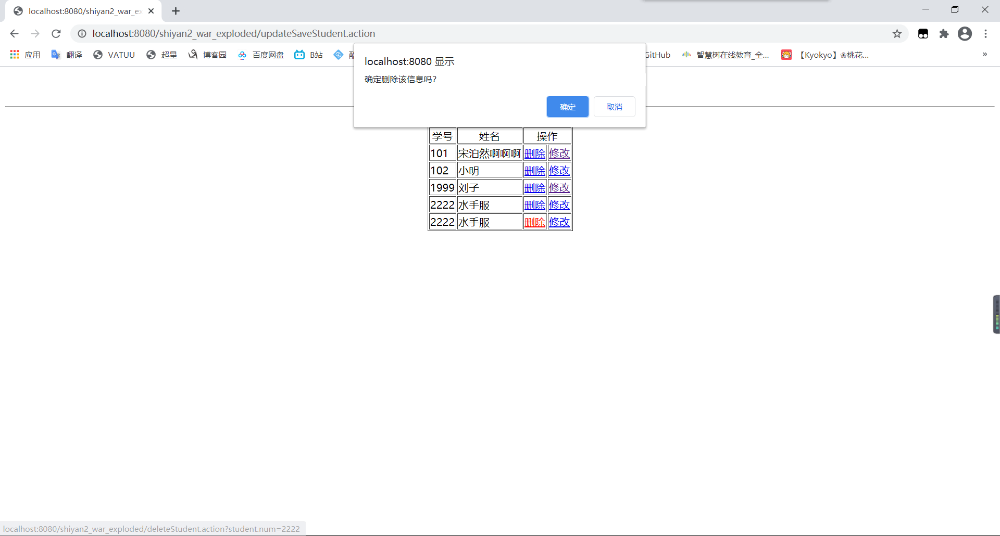 localhost:8080/shiyan2_war_ex
localhost:8080/shiyan2_war_exploded/updateSaveStudent.action
应用 翻译 VATUU 超星 博客园 百度网盘 B站 GitHub 智慧树在线教育_全... 【Kyokyo】❀桃花...
localhost:8080 显示
确定删除该信息吗？
确定 取消
学号 姓名 操作
101 宋泊然啊啊啊 删除 修改
102 小明 删除 修改
1999 刘子 删除 修改
2222 水手服 删除 修改
2222 水手服 删除 修改
localhost:8080/shiyan2_war_exploded/deleteStudent.action?student.num=2222